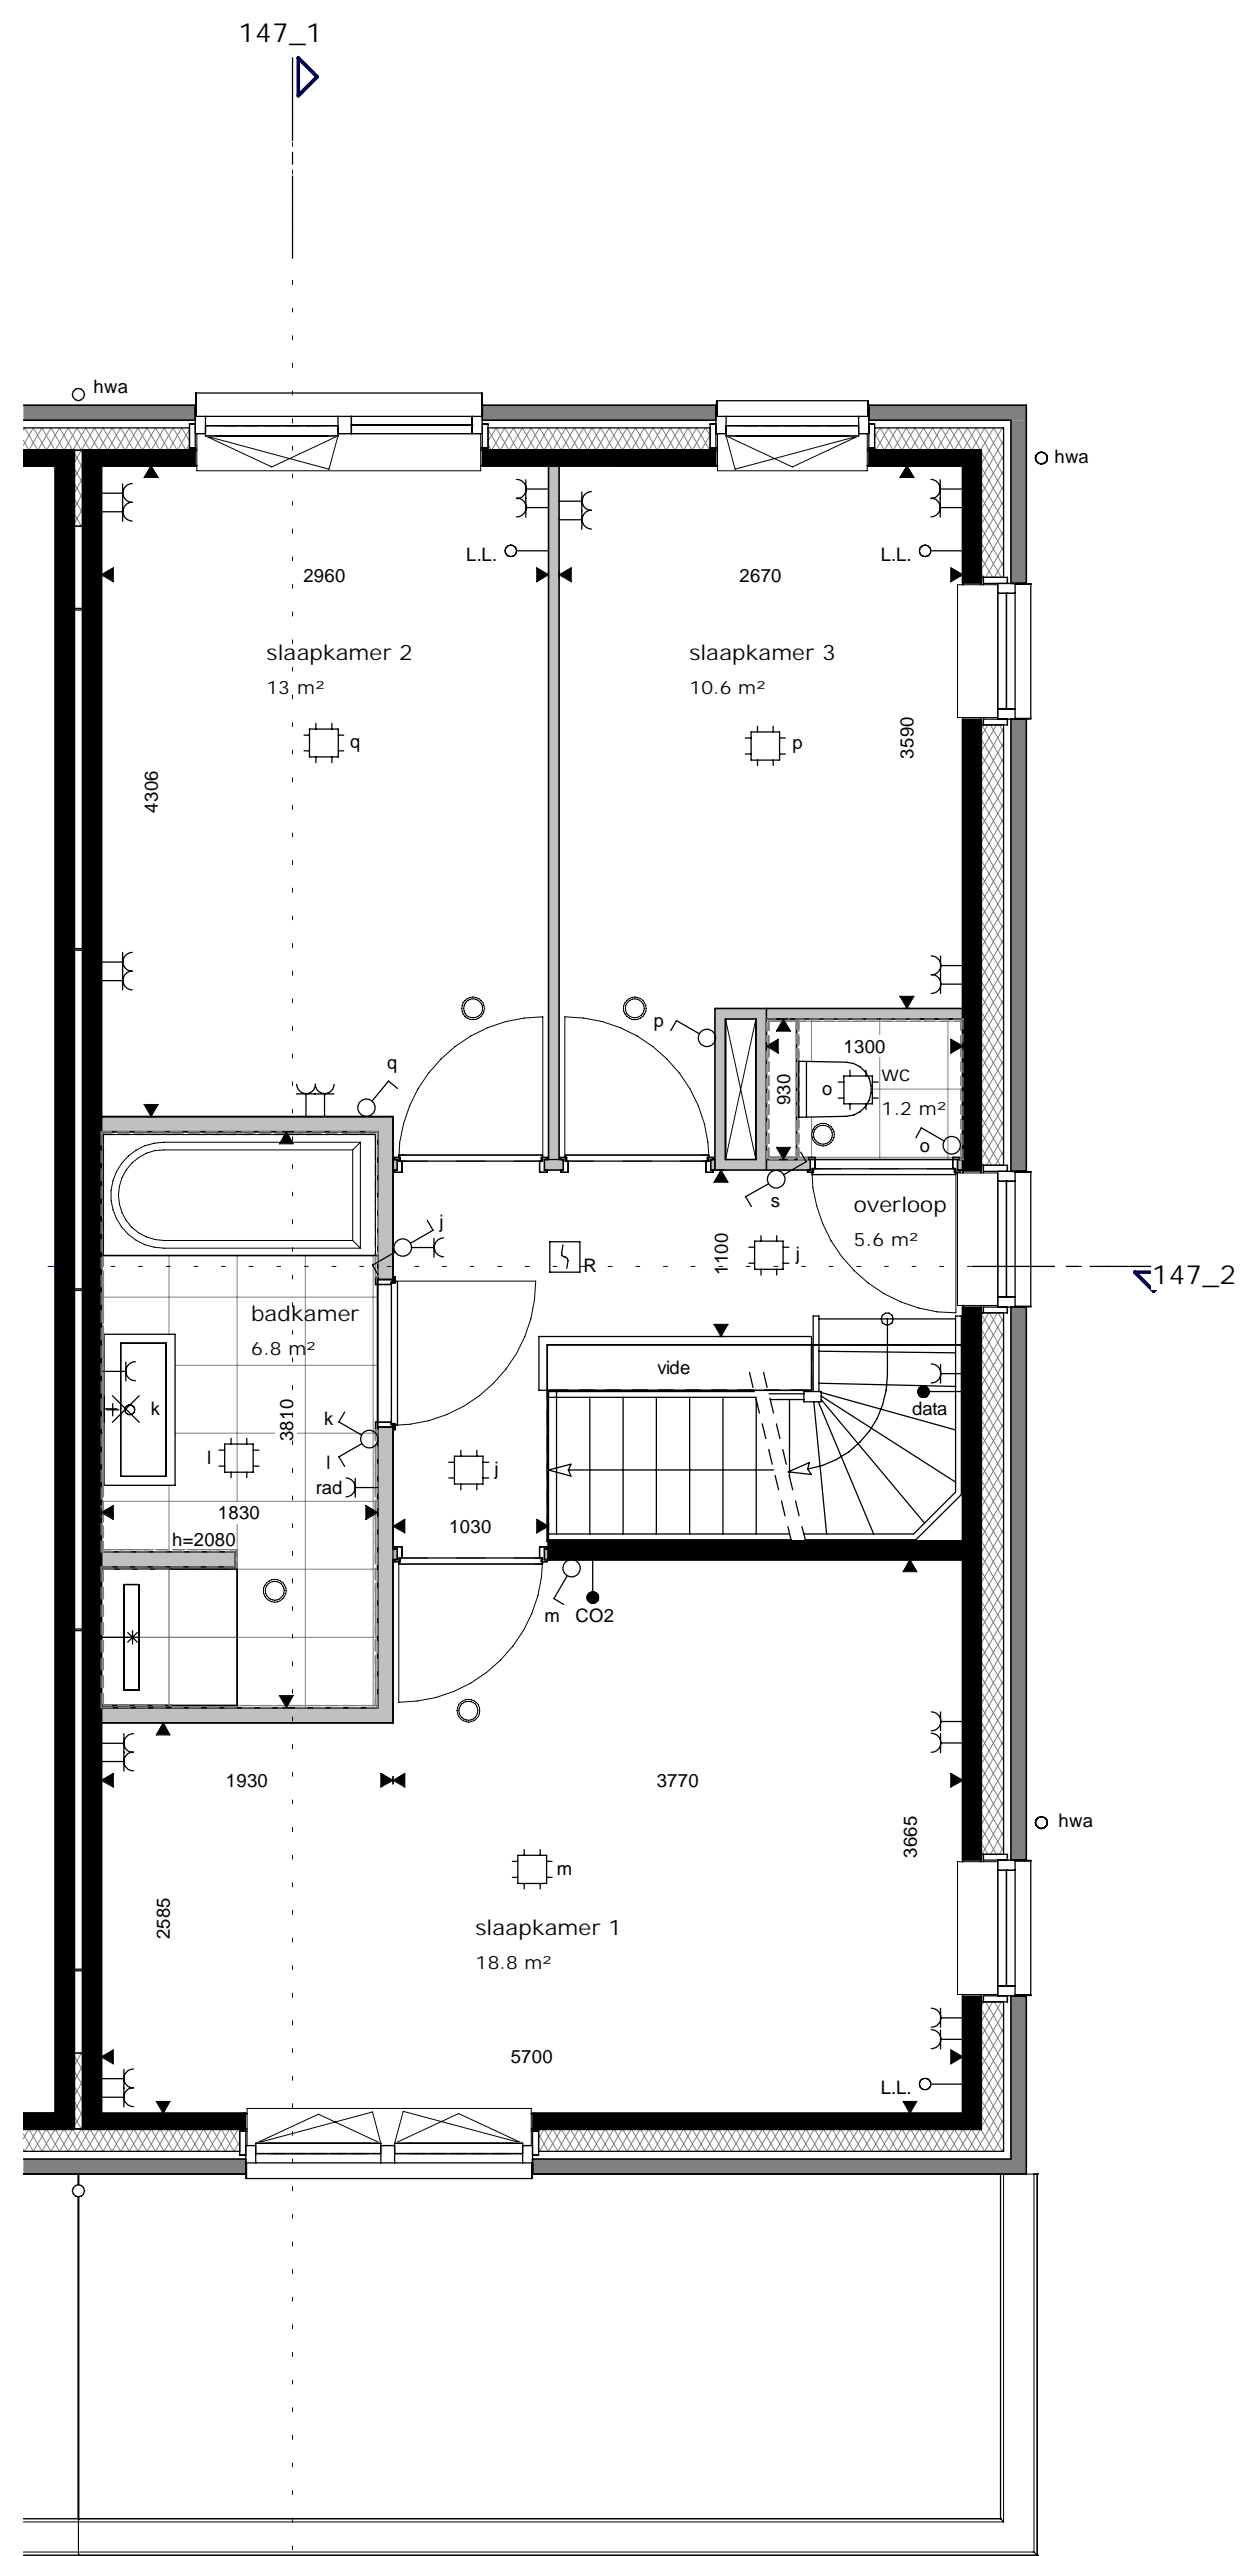 147_1
hwa
hwa
L.L.
L.L.
2960
2670
slaapkamer 2
13 m²
slaapkamer 3
10.6 m²
q
p
3590
4306
p
q
1300
930
o
WC
1.2 m²
o
s
overloop
5.6 m²
j
1100
j
R
147_2
badkamer
6.8 m²
vide
data
k
k
l
l
3810
j
rad
1830
h=2080
1030
m
CO2
1930
3770
3665
m
2585
slaapkamer 1
18.8 m²
hwa
5700
L.L.